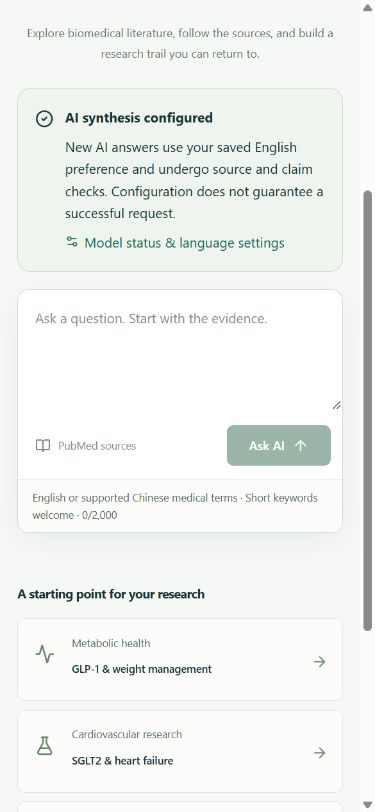 Explore biomedical literature, follow the sources, and build a
research trail you can return to.
AI synthesis configured
New AI answers use your saved English
preference and undergo source and claim
checks. Configuration does not guarantee a
successful request.
Model status & language settings
Ask a question. Start with the evidence.
PubMed sources
Ask AI
English or supported Chinese medical terms · Short keywords
welcome · 0/2,000
A starting point for your research
Metabolic health
GLP-1 & weight management
Cardiovascular research
SGLT2 & heart failure